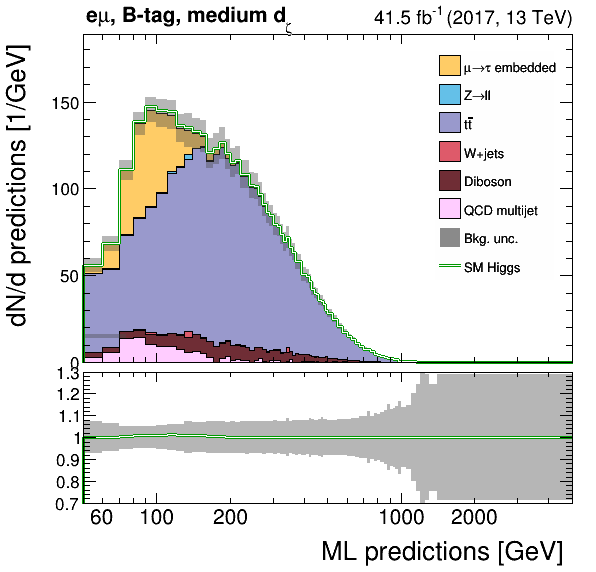 eμ, B-tag, medium dζ
41.5 fb⁻¹ (2017, 13 TeV)
dN/d predictions [1/GeV]
150
100
50
0
μ→τ embedded
Z→ll
tt̄
W+jets
Diboson
QCD multijet
Bkg. unc.
SM Higgs
1.3
1.2
1.1
1
0.9
0.8
0.7
60 100 200 1000 2000
ML predictions [GeV]